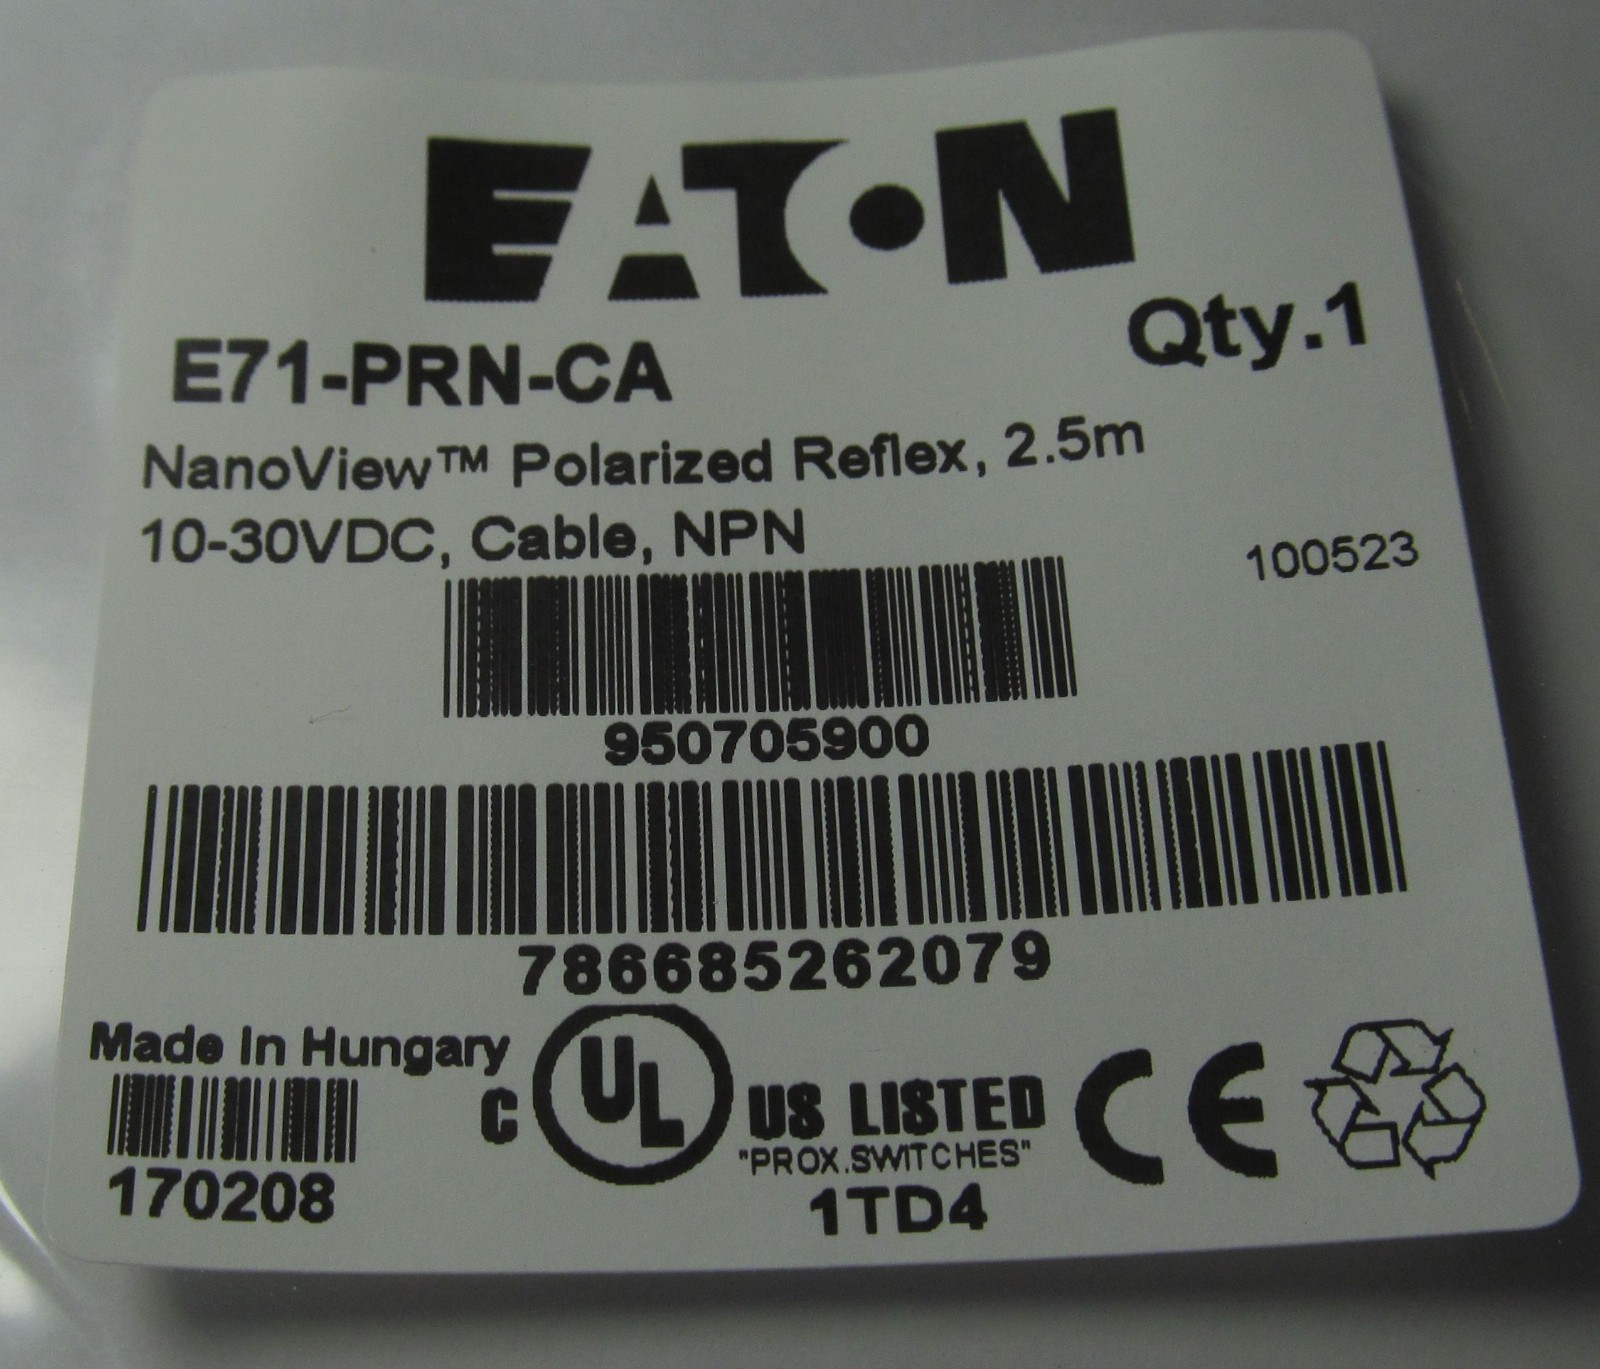 EATON
E71-PRN-CA
Qty.1
NanoView™ Polarized Reflex, 2.5m
10-30VDC, Cable, NPN
100523
950705900
786685262079
Made In Hungary
170208
C UL US LISTED
"PROX.SWITCHES"
1TD4
CE